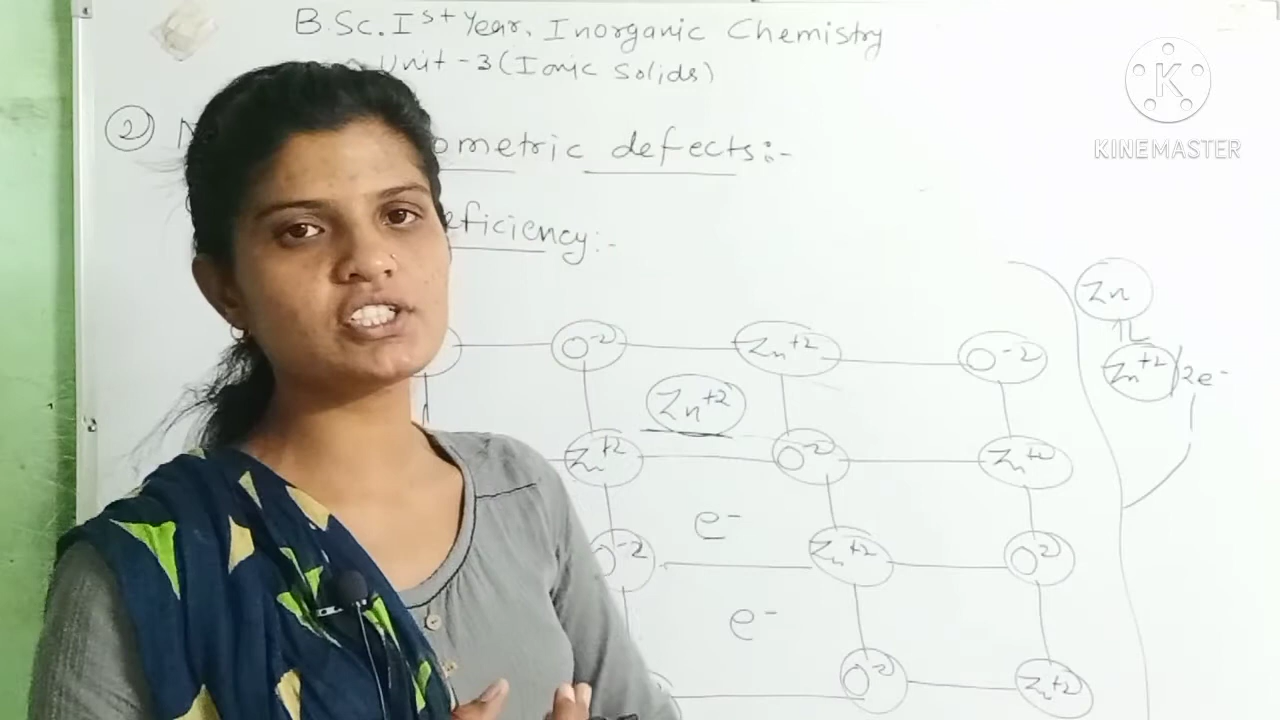 B.Sc. Ist Year. Inorganic Chemistry
Unit-3 (Ionic Solids)
K
KINEMASTER
② N ometric defects:-
eficiency:-
Zn
O-2 Zn+2 O-2
Zn+2 2e-
Zn+2
Zn+2 O-2 Zn+2
e-
O-2 Zn+2 O2
e-
O-2 Zn+2